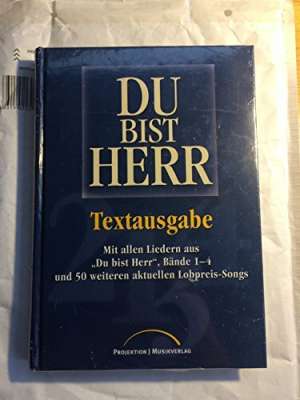 DU
BIST
HERR
Textausgabe
Mit allen Liedern aus
„Du bist Herr“, Bände 1–4
und 50 weiteren aktuellen Lobpreis-Songs
PROJEKTION J MUSIKVERLAG